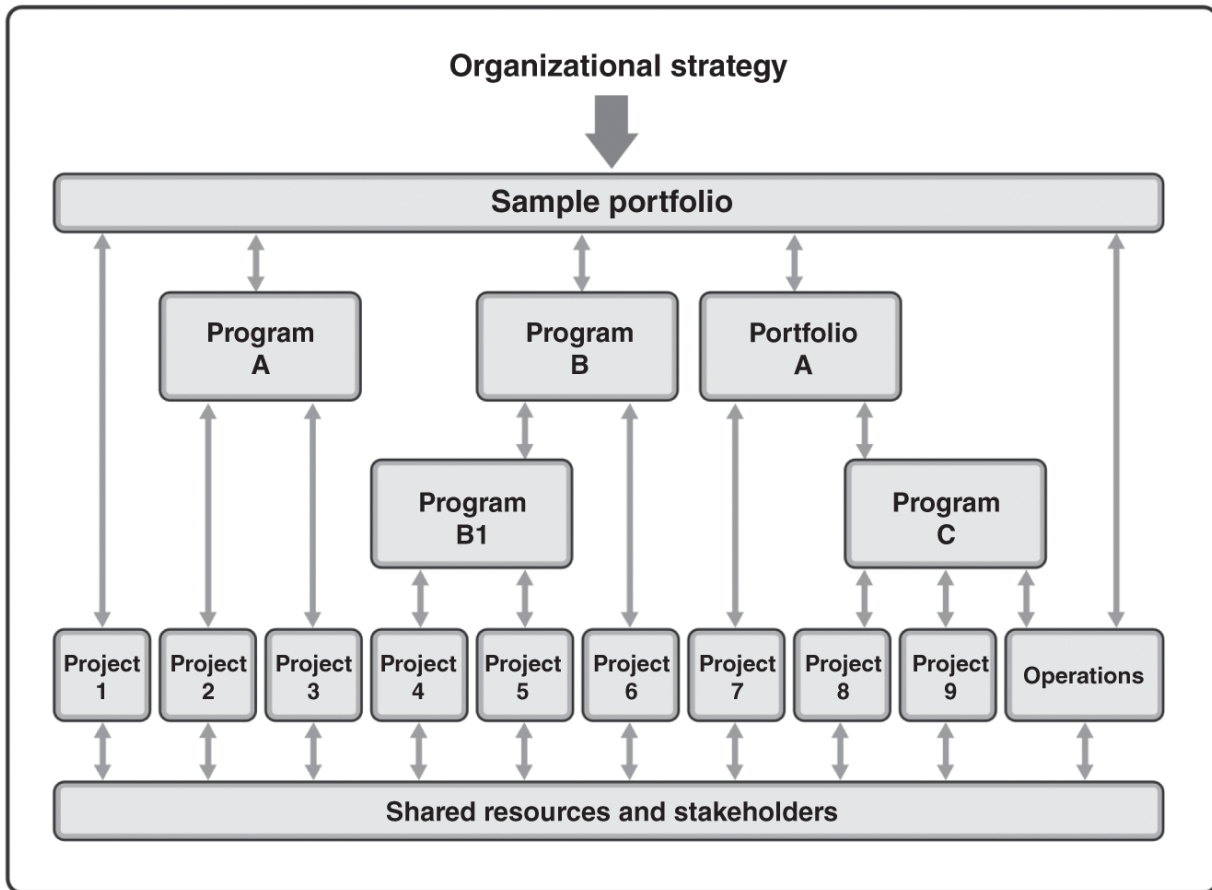 Organizational strategy
Sample portfolio
Program
A
Program
B
Portfolio
A
Program
B1
Program
C
Project
1
Project
2
Project
3
Project
4
Project
5
Project
6
Project
7
Project
8
Project
9
Operations
Shared resources and stakeholders